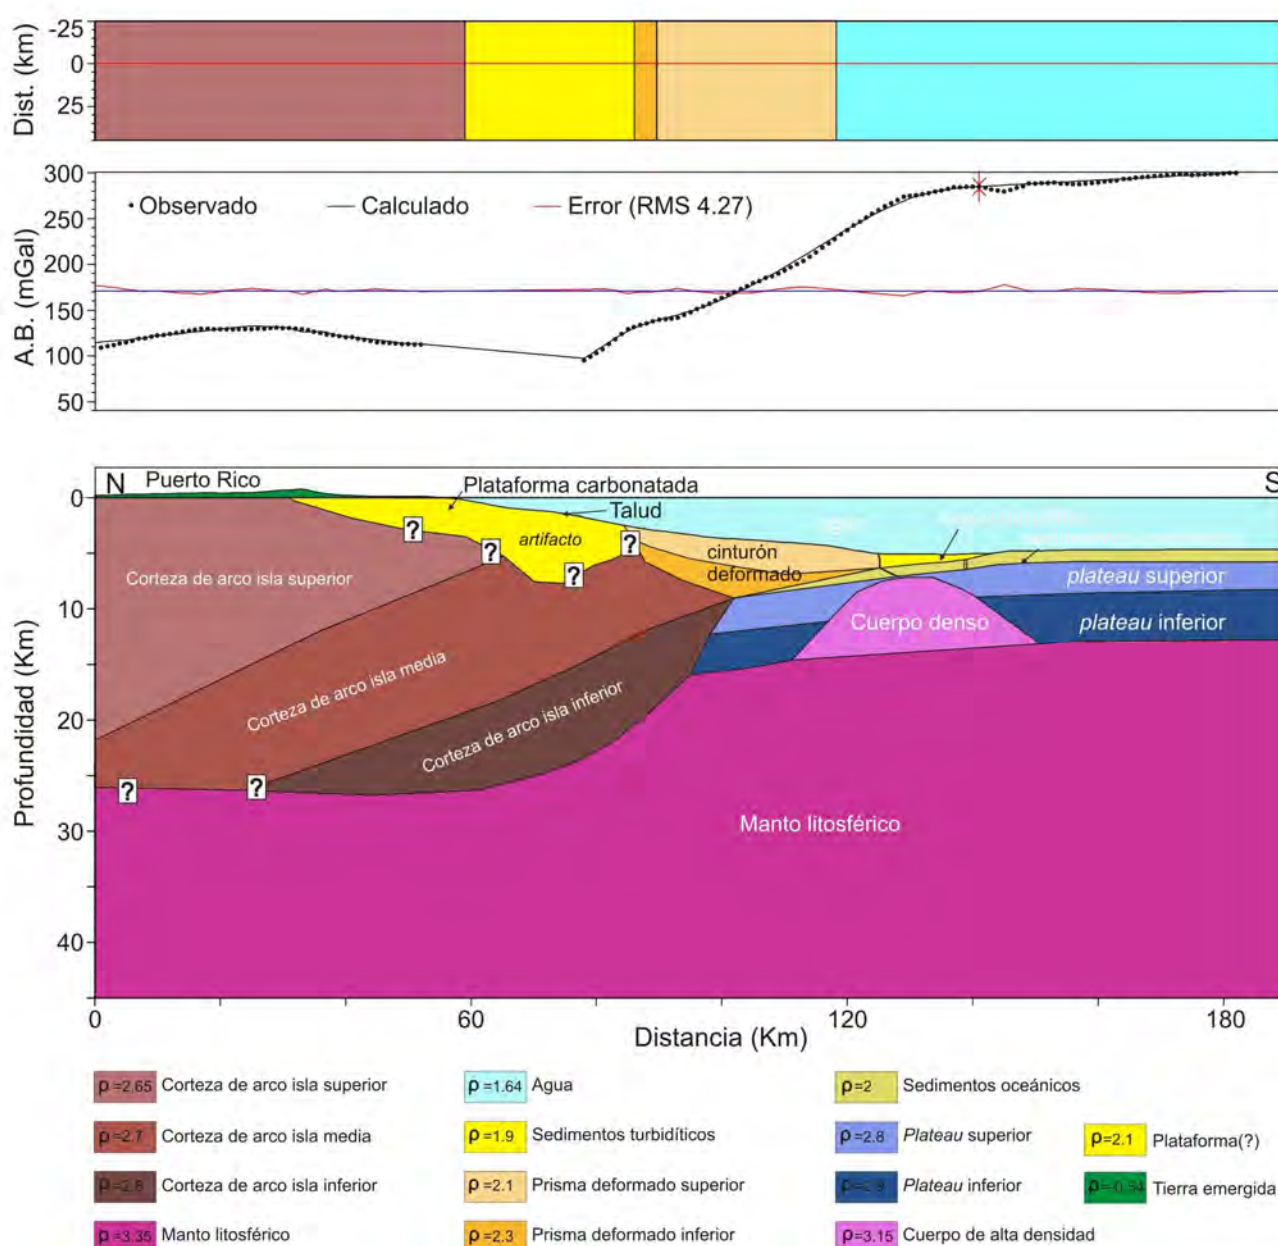 Dist. (km)
-25
0
25
A.B. (mGal)
300
250
200
150
100
50
Observado
Calculado
Error (RMS 4.27)
N
Puerto Rico
S
Plataforma carbonatada
Talud
artifacto
cinturón
deformado
Corteza de arco isla superior
Corteza de arco isla media
Corteza de arco isla inferior
plateau superior
plateau inferior
Cuerpo denso
Manto litosférico
?
?
?
?
?
?
Profundidad (Km)
0
10
20
30
40
0
60
120
180
Distancia (Km)
ρ=2.65 Corteza de arco isla superior
ρ=1.64 Agua
ρ=2 Sedimentos oceánicos
ρ=2.7 Corteza de arco isla media
ρ=1.9 Sedimentos turbidíticos
ρ=2.8 Plateau superior
ρ=2.1 Plataforma(?)
Corteza de arco isla inferior
ρ=2.1 Prisma deformado superior
Plateau inferior
Tierra emergida
ρ=3.35 Manto litosférico
ρ=2.3 Prisma deformado inferior
ρ=3.15 Cuerpo de alta densidad